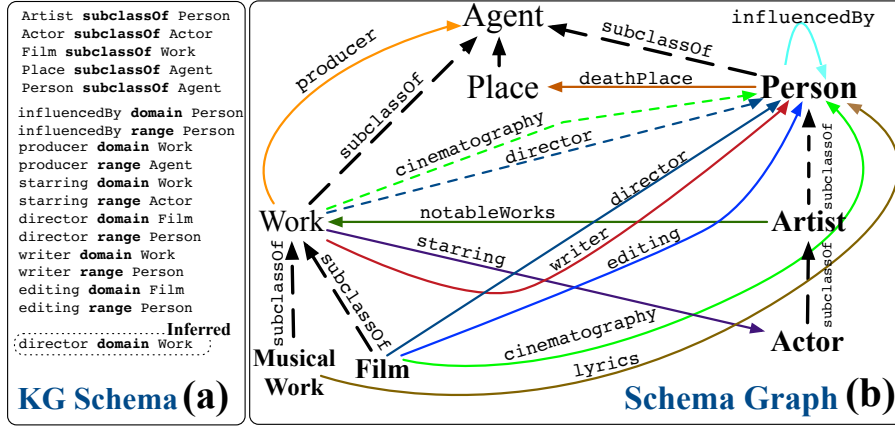 Artist subclassOf Person
Actor subclassOf Actor
Film subclassOf Work
Place subclassOf Agent
Person subclassOf Agent
influencedBy domain Person
influencedBy range Person
producer domain Work
producer range Agent
starring domain Work
starring range Actor
director domain Film
director range Person
writer domain Work
writer range Person
editing domain Film
editing range Person
Inferred
director domain Work
KG Schema (a)
Agent
influencedBy
producer
subclassOf
subclassOf
Place
deathPlace
Person
subclassOf
cinematography
director
director
subclassOf
Work
notableWorks
Artist
starring
writer
editing
subclassOf
subclassOf
subclassOf
Musical
Work
Film
cinematography
lyrics
Actor
Schema Graph (b)